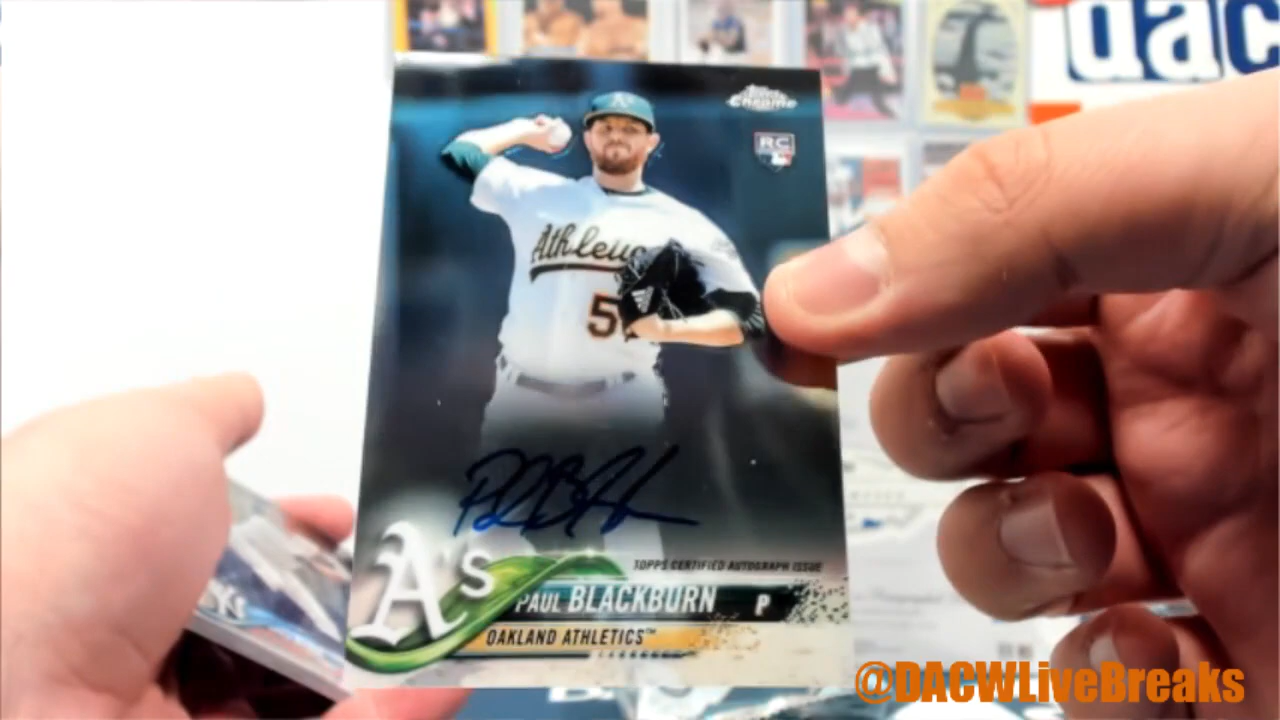 dac
Topps
Chrome
RC
Athletics
5
TOPPS CERTIFIED AUTOGRAPH ISSUE
A's
PAUL BLACKBURN P
OAKLAND ATHLETICS™
@DACWLiveBreaks